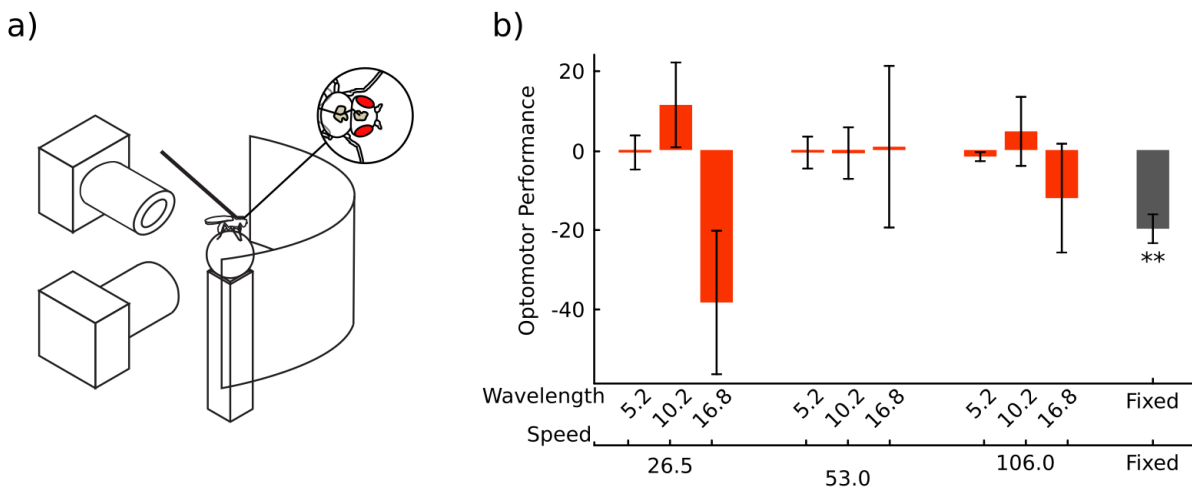 a)
b)
Optomotor Performance
20
0
-20
-40
**
Wavelength
5.2
10.2
16.8
5.2
10.2
16.8
5.2
10.2
16.8
Fixed
Speed
26.5
53.0
106.0
Fixed